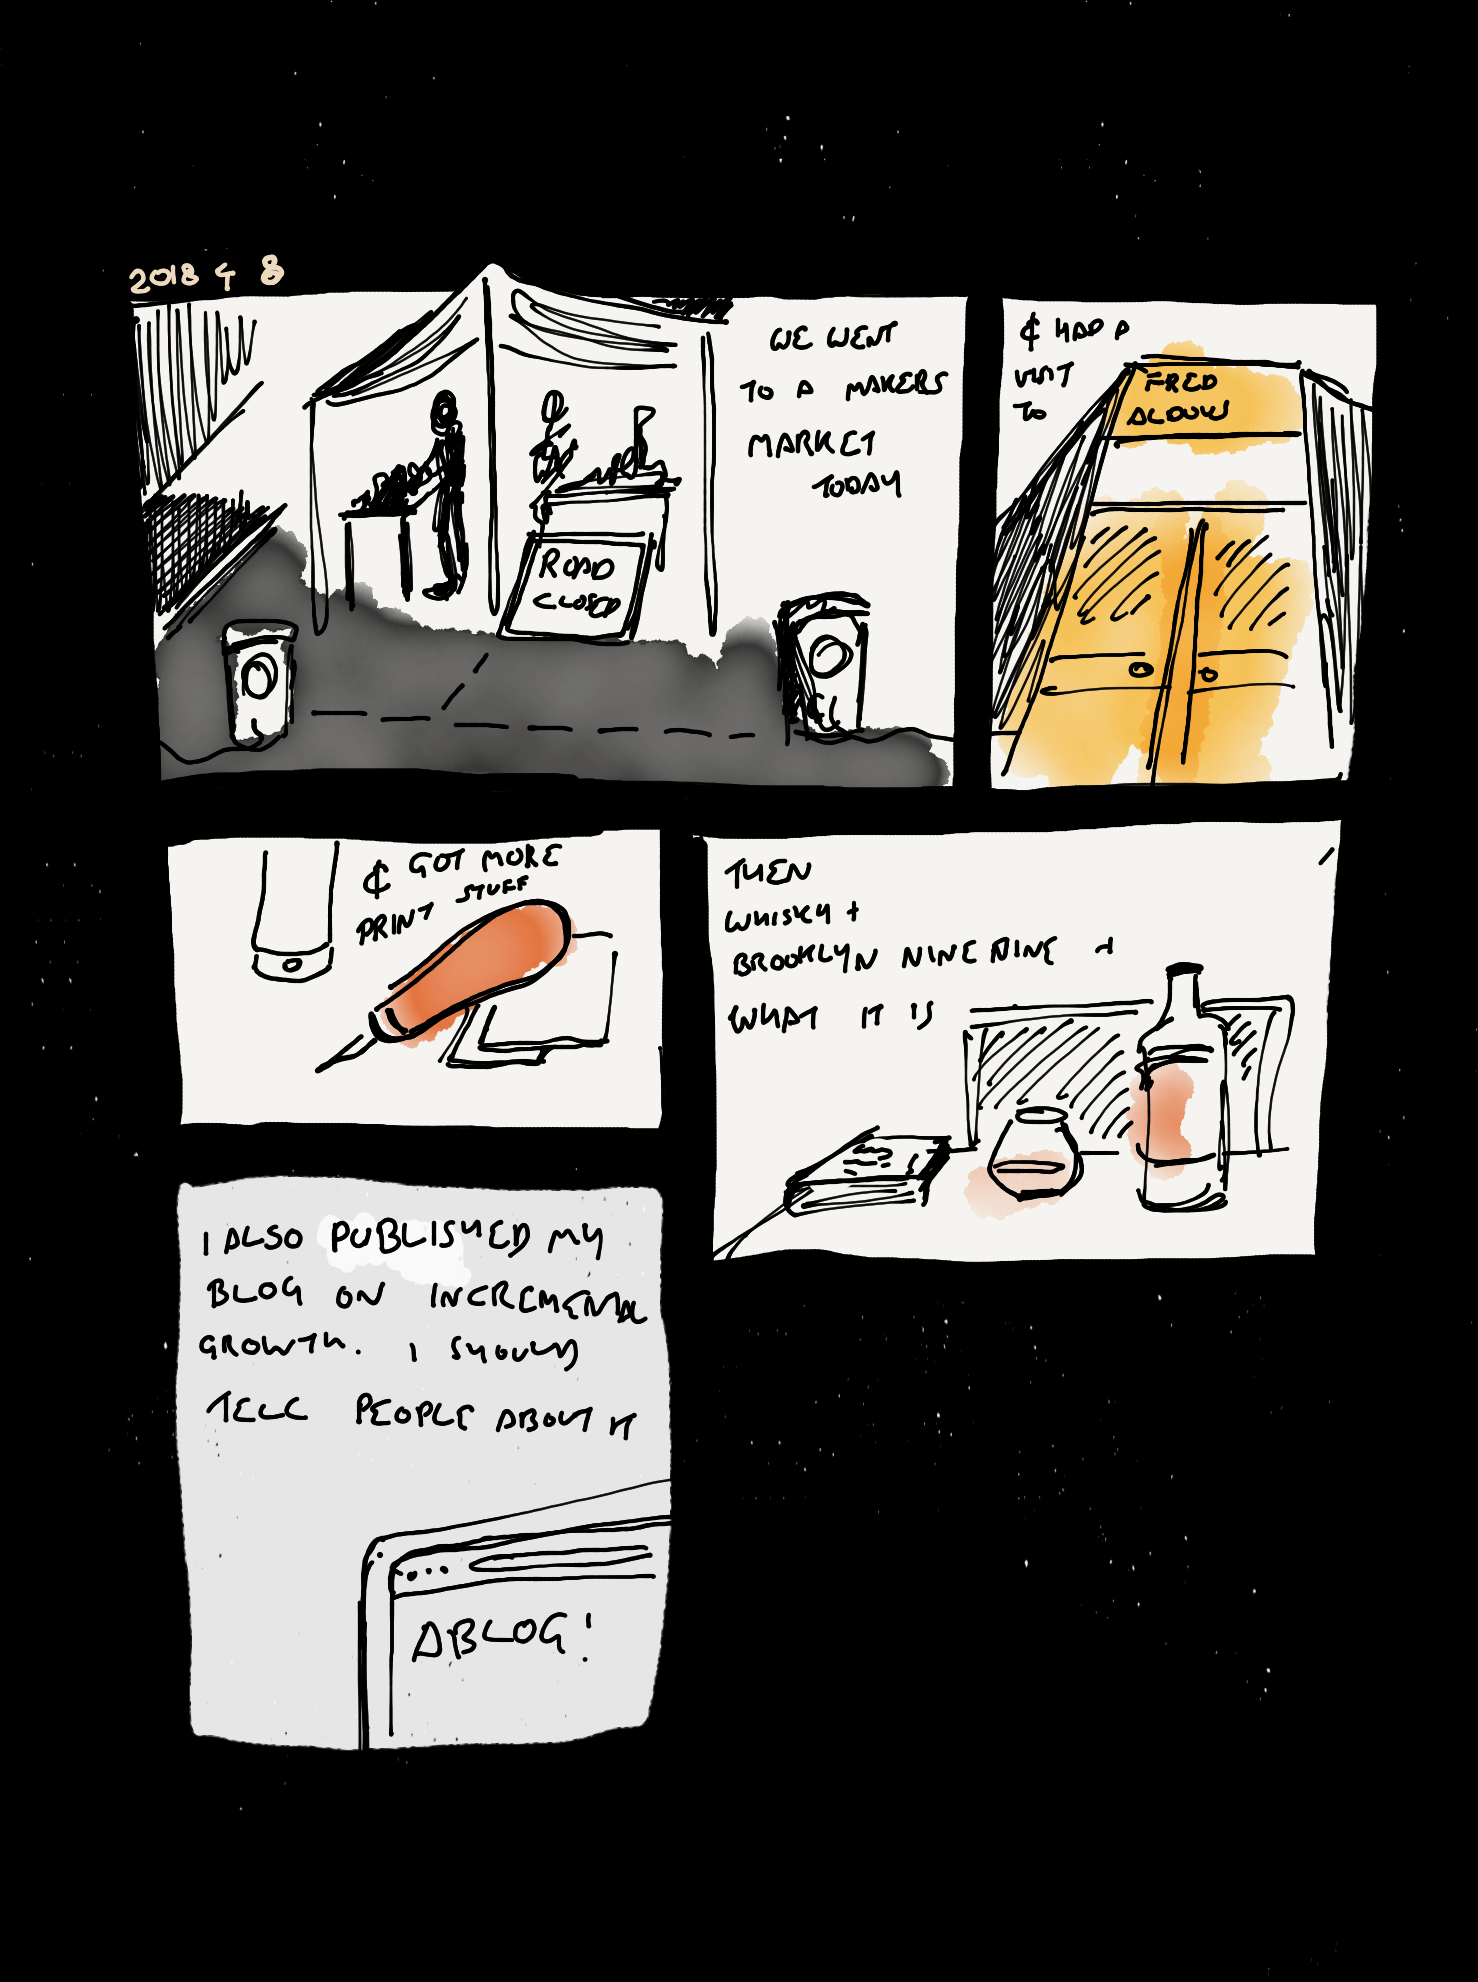 2018 4 8
WE WENT
TO A MAKERS
MARKET
TODAY
ROAD
CLOSED
& HAD A
VISIT
TO
FRED
ALDOUS
& GOT MORE
PRINT STUFF
THEN
WHISKY +
BROOKLYN NINE NINE +
WHAT IT IS
I ALSO PUBLISHED MY
BLOG ON INCREMENTAL
GROWTH. I SHOULD
TELL PEOPLE ABOUT IT
ABLOG!